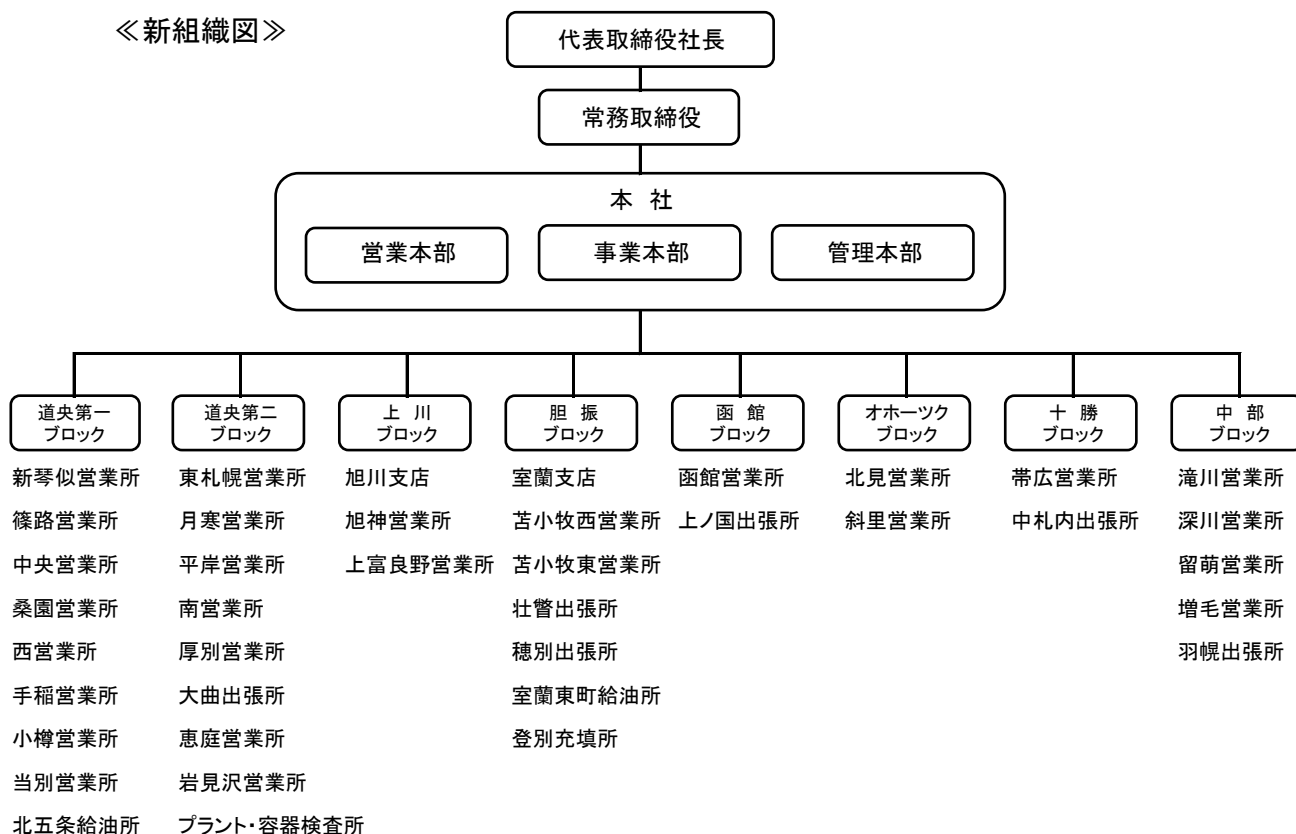 ≪新組織図≫
代表取締役社長
常務取締役
本 社
営業本部
事業本部
管理本部
道央第一
ブロック
新琴似営業所
篠路営業所
中央営業所
桑園営業所
西営業所
手稲営業所
小樽営業所
当別営業所
北五条給油所
道央第二
ブロック
東札幌営業所
月寒営業所
平岸営業所
南営業所
厚別営業所
大曲出張所
恵庭営業所
岩見沢営業所
プラント・容器検査所
上 川
ブロック
旭川支店
旭神営業所
上富良野営業所
胆 振
ブロック
室蘭支店
苫小牧西営業所
苫小牧東営業所
壮瞥出張所
穂別出張所
室蘭東町給油所
登別充填所
函 館
ブロック
函館営業所
上ノ国出張所
オホーツク
ブロック
北見営業所
斜里営業所
十 勝
ブロック
帯広営業所
中札内出張所
中 部
ブロック
滝川営業所
深川営業所
留萌営業所
増毛営業所
羽幌出張所